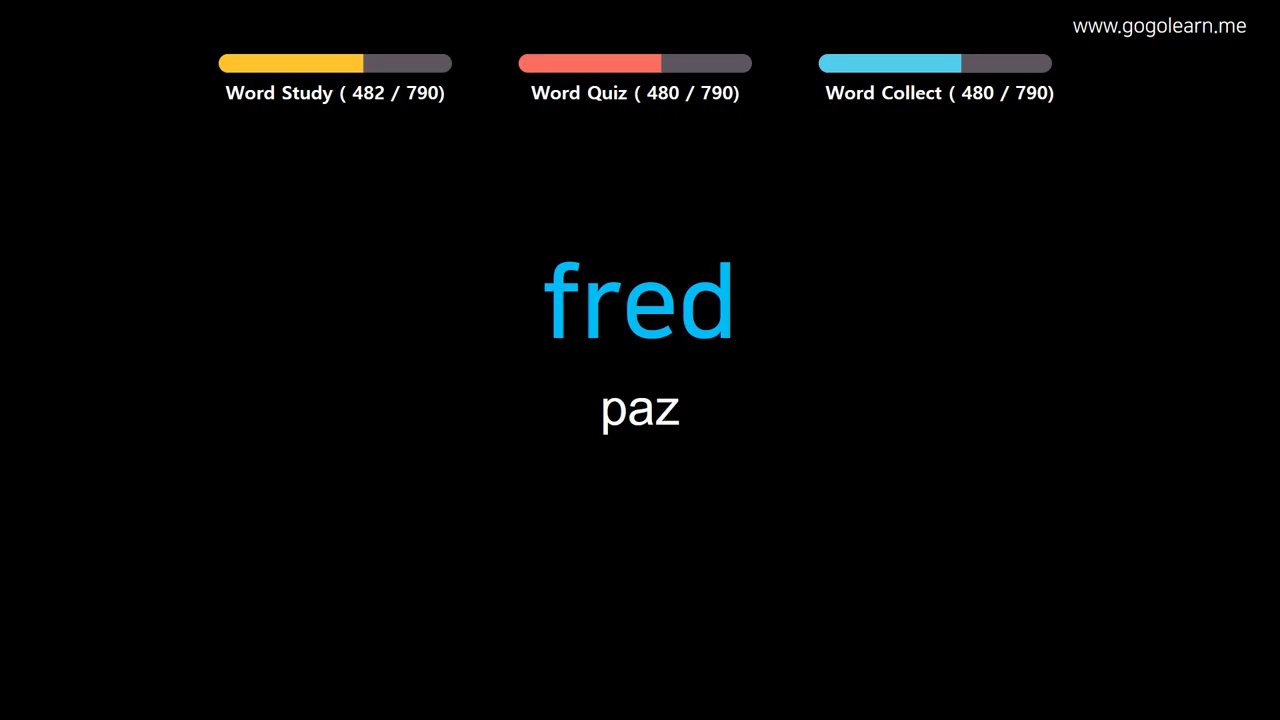 www.gogolearn.me
Word Study ( 482 / 790)
Word Quiz ( 480 / 790)
Word Collect ( 480 / 790)
fred
paz